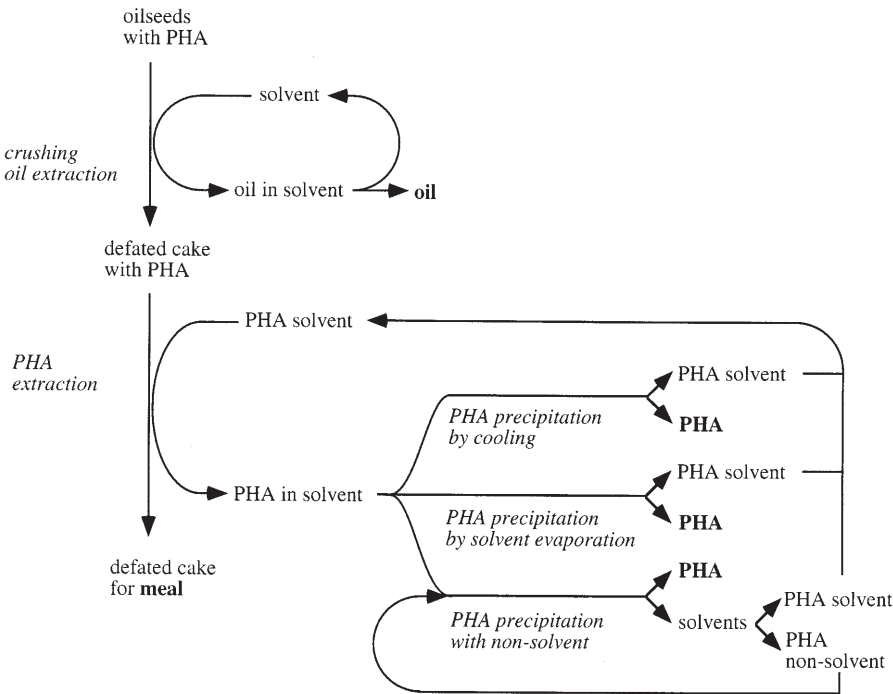 oilseeds
with PHA
solvent
crushing
oil extraction
oil in solvent
oil
defated cake
with PHA
PHA solvent
PHA
extraction
PHA solvent
PHA precipitation
by cooling
PHA
PHA in solvent
PHA solvent
PHA precipitation
by solvent evaporation
PHA
defated cake
for meal
PHA
PHA precipitation
with non-solvent
solvents
PHA solvent
PHA
non-solvent